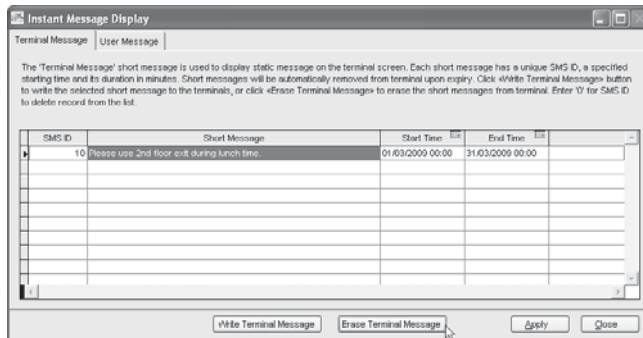 Instant Message Display
Terminal Message User Message
The 'Terminal Message' short message is used to display static message on the terminal screen. Each short message has a unique SMS ID, a specified
starting time and its duration in minutes. Short messages will be automatically removed from terminal upon expiry. Click «Write Terminal Message» button
to write the selected short message to the terminals, or click «Erase Terminal Message» to erase the short messages from terminal. Enter '0' for SMS ID
to delete record from the list.
SMS ID Short Message Start Time End Time
10 Please use 2nd floor exit during lunch time. 01/03/2009 00:00 31/03/2009 00:00
Write Terminal Message Erase Terminal Message Apply Close